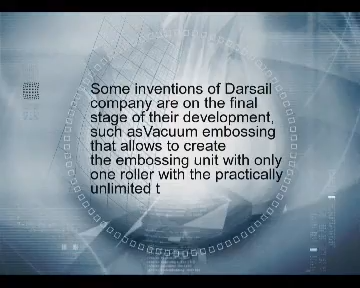 Some inventions of Darsail
company are on the final
stage of their development,
such asVacuum embossing
that allows to create
the embossing unit with only
one roller with the practically
unlimited t